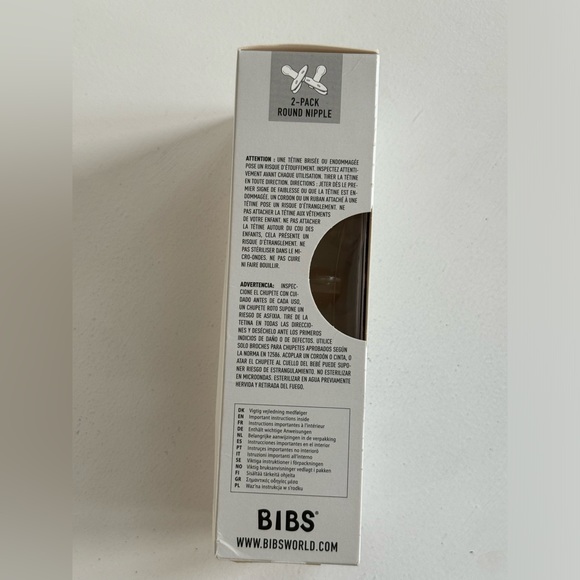 2-PACK
ROUND NIPPLE
ATTENTION : UNE TÉTINE BRISÉE OU ENDOMMAGÉE
POSE UN RISQUE D'ÉTOUFFEMENT. INSPECTEZ ATTENTI-
VEMENT AVANT CHAQUE UTILISATION. TIRER LA TÉTINE
EN TOUTE DIRECTION. DIRECTIONS : JETER DÈS LE PRE-
MIER SIGNE DE FAIBLESSE OU QUE LA TÉTINE EST EN-
DOMMAGÉE. UN CORDON OU UN RUBAN ATTACHÉ À UNE
TÉTINE POSE UN RISQUE D'ÉTRANGLEMENT. NE
PAS ATTACHER LA TÉTINE AUX VÊTEMENTS
DE VOTRE ENFANT. NE PAS ATTACHER
LA TÉTINE AUTOUR DU COU DES
ENFANTS, CELA PRÉSENTE UN
RISQUE D'ÉTRANGLEMENT. NE
PAS STÉRILISER DANS LE MI-
CRO-ONDES. NE PAS CUIRE
NI FAIRE BOUILLIR.
ADVERTENCIA: INSPEC-
CIONE EL CHUPETE CON CUI-
DADO ANTES DE CADA USO,
UN CHUPETE ROTO SUPONE UN
RIESGO DE ASFIXIA. TIRE DE LA
TETINA EN TODAS LAS DIRECCIO-
NES Y DESÉCHELO ANTE LOS PRIMEROS
INDICIOS DE DAÑO O DE DEFECTOS. UTILICE
SOLO BROCHES PARA CHUPETES APROBADOS SEGÚN
LA NORMA EN 12586. ACOPLAR UN CORDÓN O CINTA, O
ATAR EL CHUPETE AL CUELLO DEL BEBÉ PUEDE SUPO-
NER RIESGO DE ESTRANGULAMIENTO. NO ESTERILIZAR
EN MICROONDAS. ESTERILIZAR EN AGUA PREVIAMENTE
HERVIDA Y RETIRADA DEL FUEGO.
DK Vigtig vejledning medfølger
EN Important instructions inside
FR Instructions importantes à l'intérieur
DE Enthält wichtige Anweisungen
NL Belangrijke aanwijzingen in de verpakking
ES Instrucciones importantes en el interior
PT Instruções importantes no interior
IT Istruzioni importanti all'interno
SE Viktiga instruktioner i förpackningen
NO Viktig bruksanvisninger vedlagt i pakken
FI Sisältää tärkeitä ohjeita
GR Σημαντικές οδηγίες μέσα
PL Ważna instrukcja w środku
BIBS®
WWW.BIBSWORLD.COM